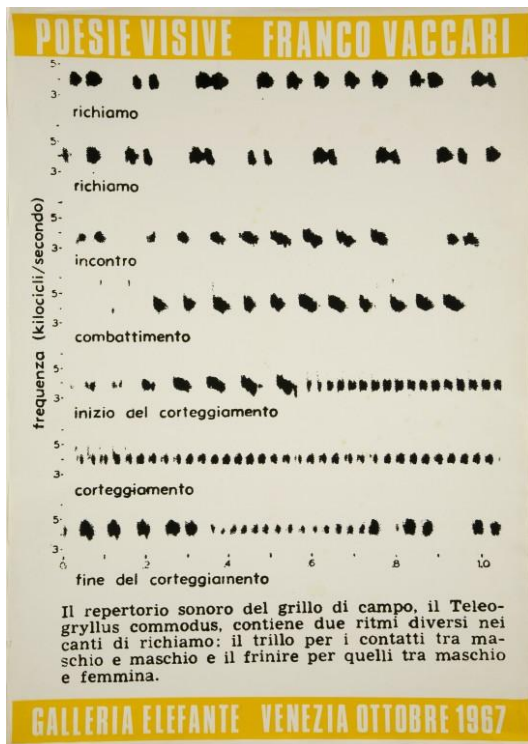 POESIE VISIVE FRANCO VACCARI
5-
3-
richiamo
5-
3-
richiamo
5-
3-
incontro
5-
3-
combattimento
5-
3-
inizio del corteggiamento
5-
3-
corteggiamento
5-
3-
0 .2 .4 .6 .8 1.0
fine del corteggiamento
frequenza (kilocicli/secondo)
Il repertorio sonoro del grillo di campo, il Teleo-
gryllus commodus, contiene due ritmi diversi nei
canti di richiamo: il trillo per i contatti tra ma-
schio e maschio e il frinire per quelli tra maschio
e femmina.
GALLERIA ELEFANTE VENEZIA OTTOBRE 1967